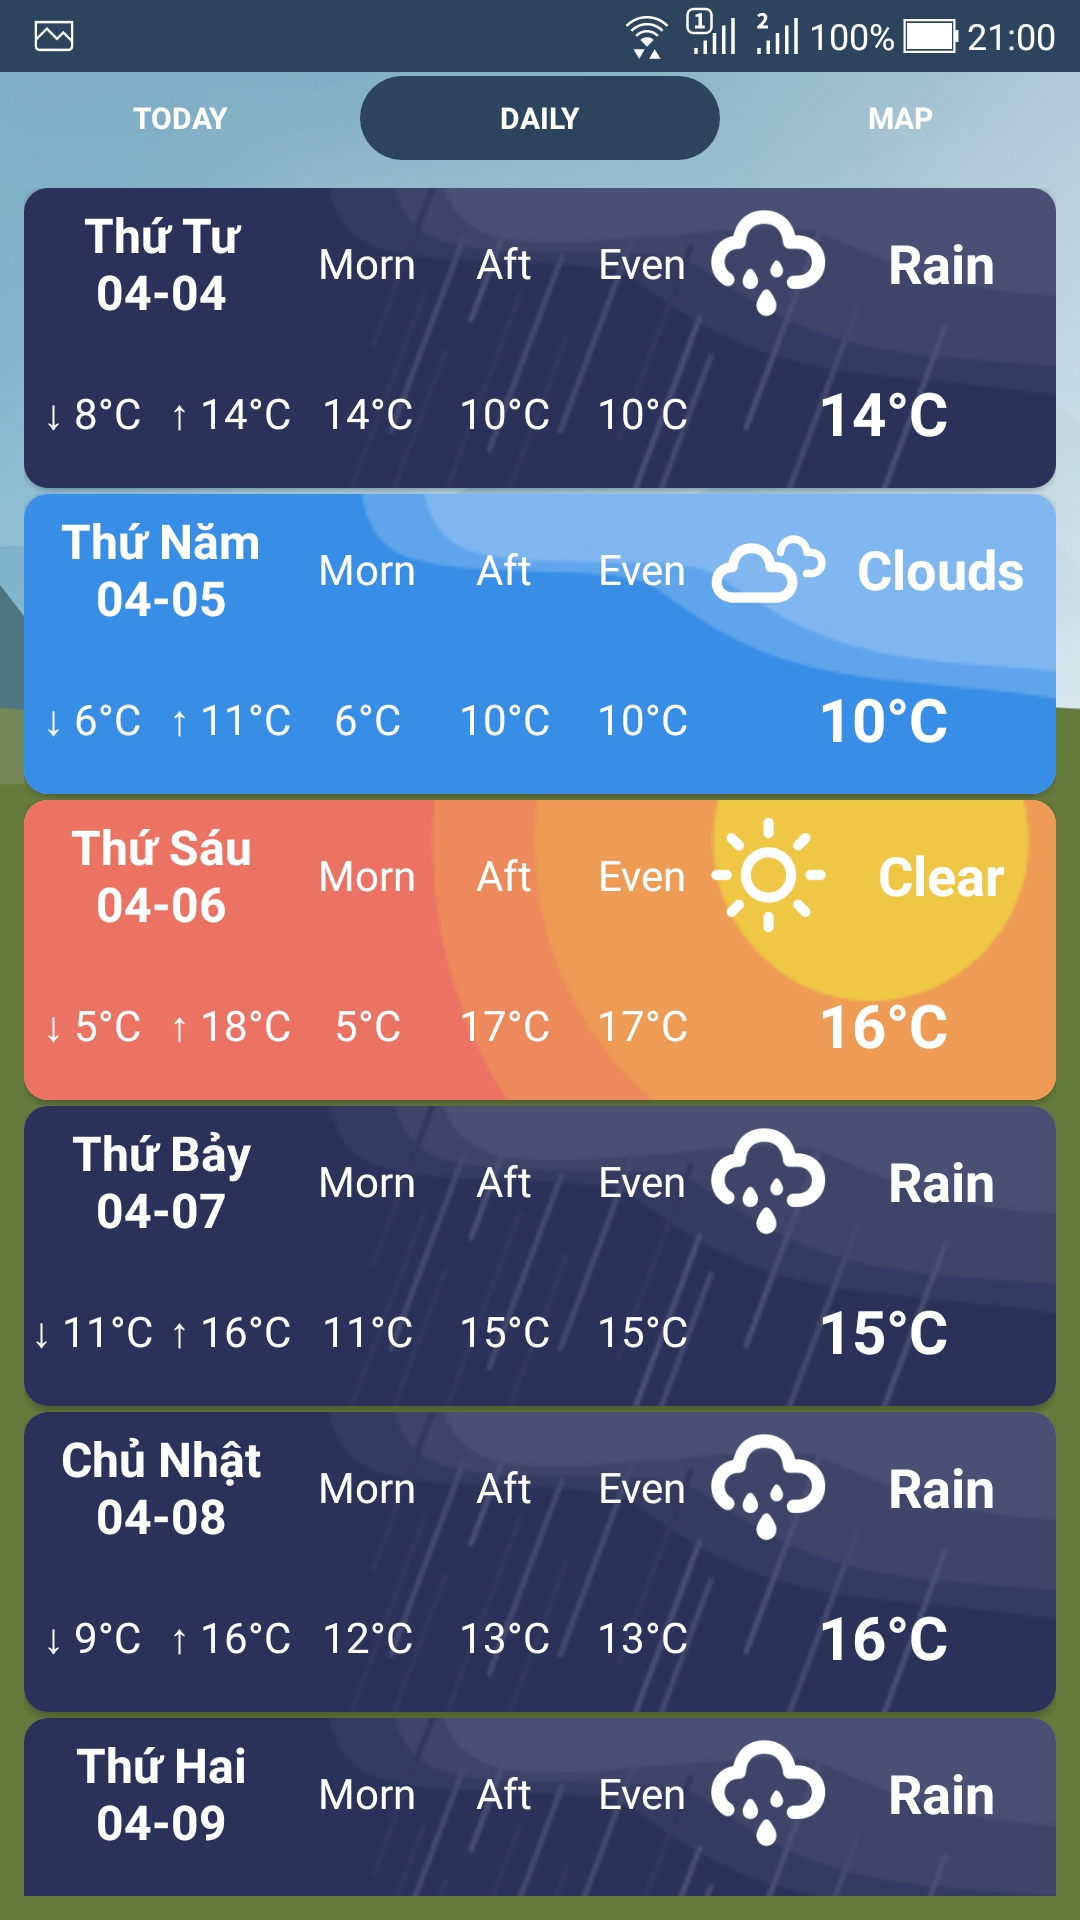 1 2 100% 21:00
TODAY DAILY MAP
Thứ Tư
04-04
Morn Aft Even Rain
↓ 8°C ↑ 14°C 14°C 10°C 10°C 14°C
Thứ Năm
04-05
Morn Aft Even Clouds
↓ 6°C ↑ 11°C 6°C 10°C 10°C 10°C
Thứ Sáu
04-06
Morn Aft Even Clear
↓ 5°C ↑ 18°C 5°C 17°C 17°C 16°C
Thứ Bảy
04-07
Morn Aft Even Rain
↓ 11°C ↑ 16°C 11°C 15°C 15°C 15°C
Chủ Nhật
04-08
Morn Aft Even Rain
↓ 9°C ↑ 16°C 12°C 13°C 13°C 16°C
Thứ Hai
04-09
Morn Aft Even Rain